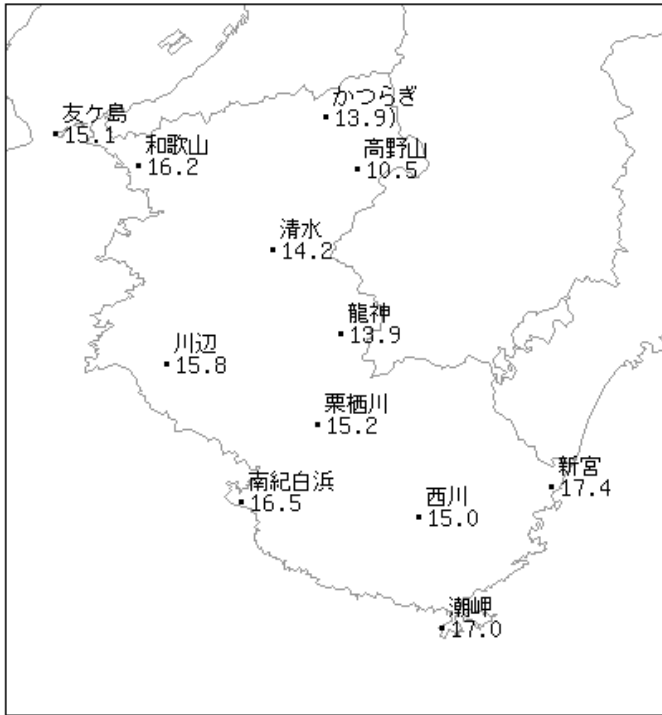 かつらぎ
13.9)
友ケ島
15.1
和歌山
16.2
高野山
10.5
清水
14.2
龍神
13.9
川辺
15.8
栗栖川
15.2
新宮
17.4
南紀白浜
16.5
西川
15.0
潮岬
17.0